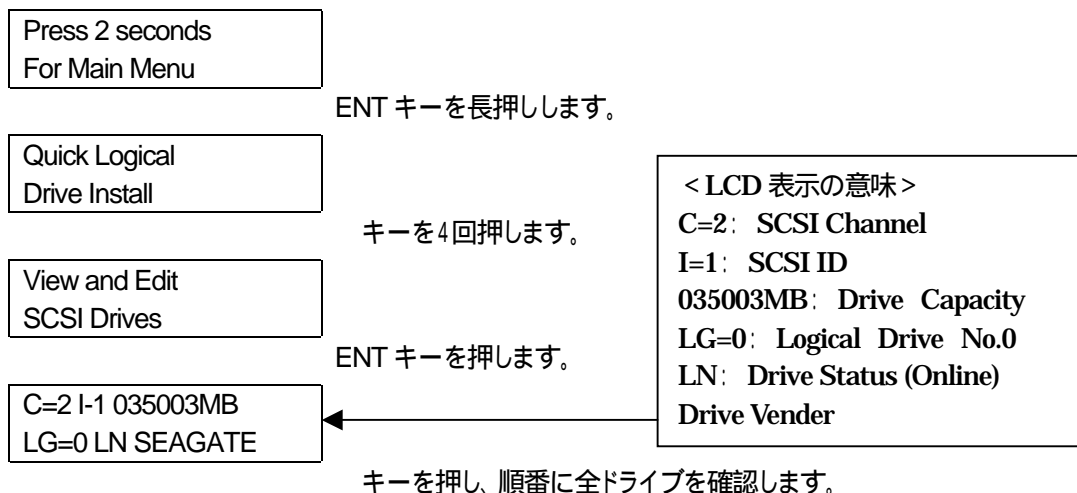 Press 2 seconds
For Main Menu
ENT キーを長押しします。
Quick Logical
Drive Install
キーを4回押します。
View and Edit
SCSI Drives
ENT キーを押します。
C=2 I-1 035003MB
LG=0 LN SEAGATE
<LCD 表示の意味>
C=2: SCSI Channel
I=1: SCSI ID
035003MB: Drive Capacity
LG=0: Logical Drive No.0
LN: Drive Status (Online)
Drive Vender
キーを押し、順番に全ドライブを確認します。